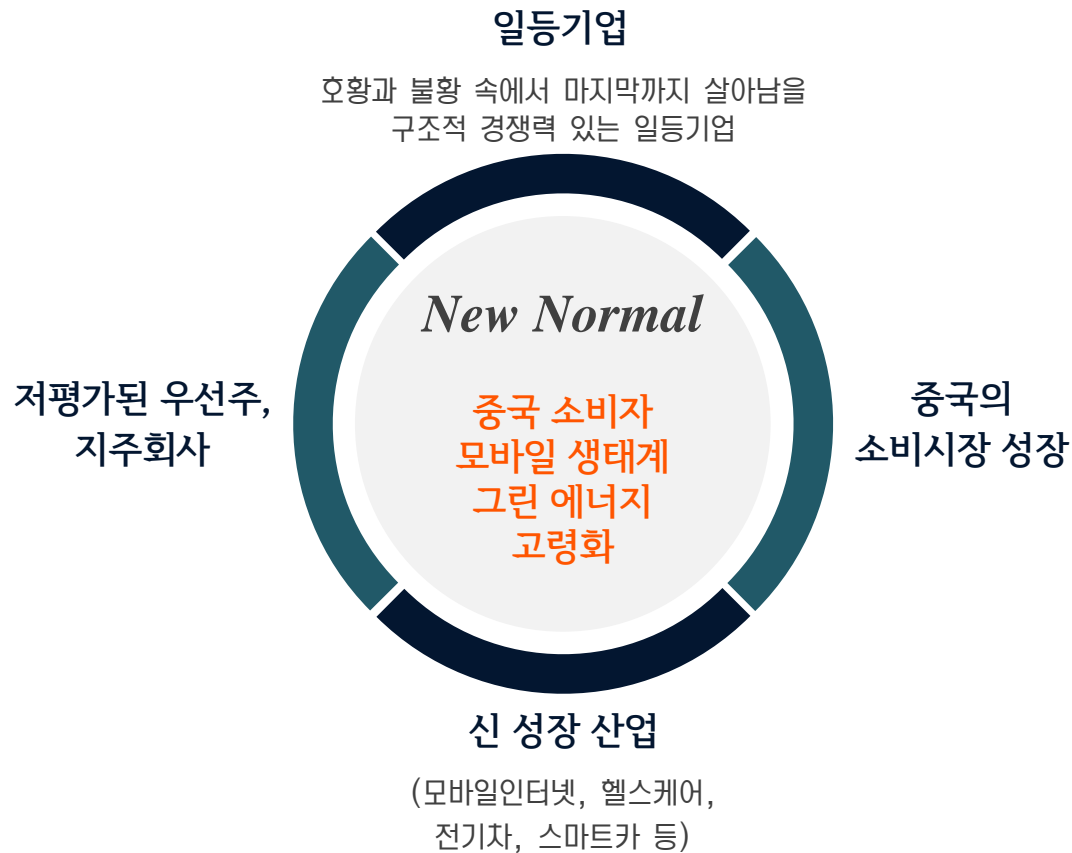 일등기업
호황과 불황 속에서 마지막까지 살아남을
구조적 경쟁력 있는 일등기업
New Normal
중국 소비자
모바일 생태계
그린 에너지
고령화
저평가된 우선주,
지주회사
중국의
소비시장 성장
신 성장 산업
(모바일인터넷, 헬스케어,
전기차, 스마트카 등)